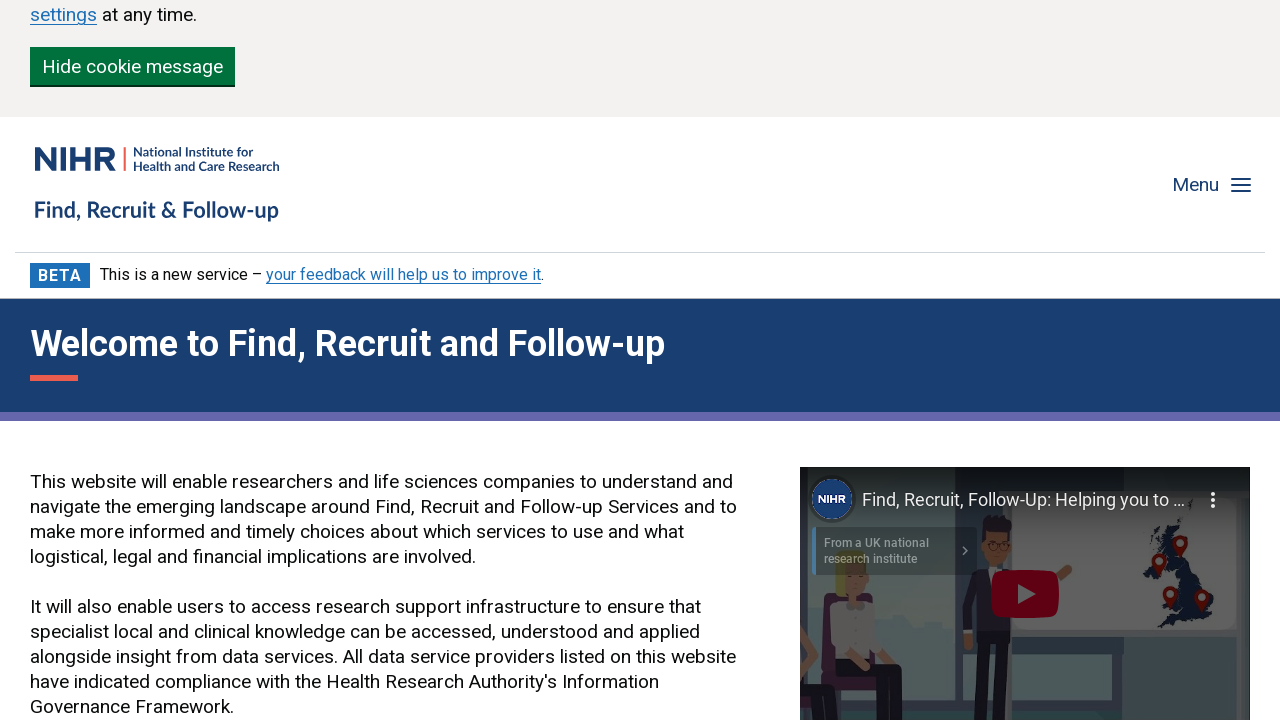 settings at any time.
Hide cookie message
NIHR | National Institute for
Health and Care Research
Find, Recruit & Follow-up
Menu
BETA This is a new service – your feedback will help us to improve it.
Welcome to Find, Recruit and Follow-up
This website will enable researchers and life sciences companies to understand and
navigate the emerging landscape around Find, Recruit and Follow-up Services and to
make more informed and timely choices about which services to use and what
logistical, legal and financial implications are involved.
It will also enable users to access research support infrastructure to ensure that
specialist local and clinical knowledge can be accessed, understood and applied
alongside insight from data services. All data service providers listed on this website
have indicated compliance with the Health Research Authority's Information
Governance Framework.
NIHR
Find, Recruit, Follow-Up: Helping you to ...
From a UK national
research institute